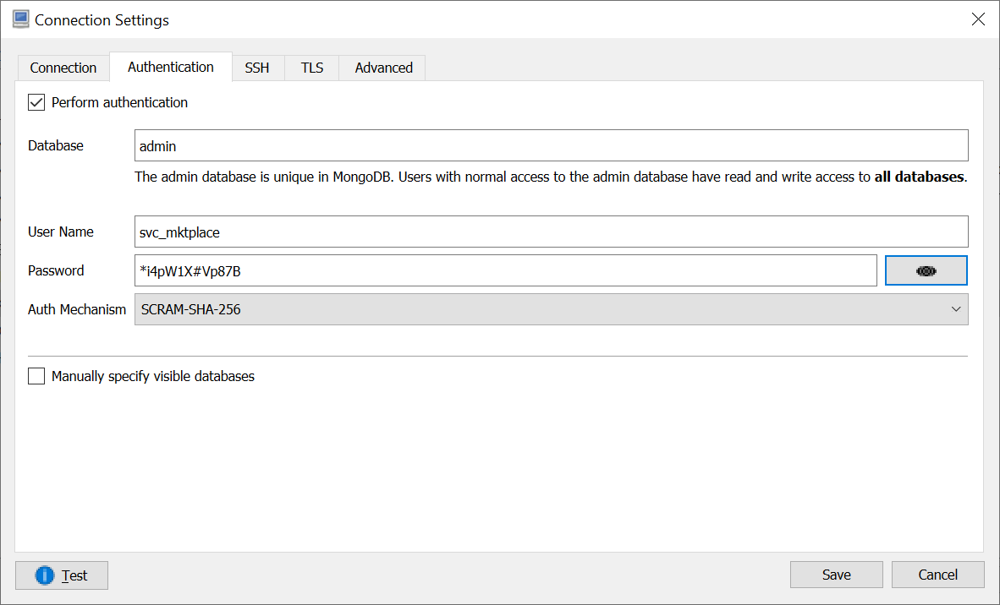 Connection Settings
Connection Authentication SSH TLS Advanced
Perform authentication
Database admin
The admin database is unique in MongoDB. Users with normal access to the admin database have read and write access to all databases.
User Name svc_mktplace
Password *i4pW1X#Vp87B
Auth Mechanism SCRAM-SHA-256
Manually specify visible databases
Test Save Cancel